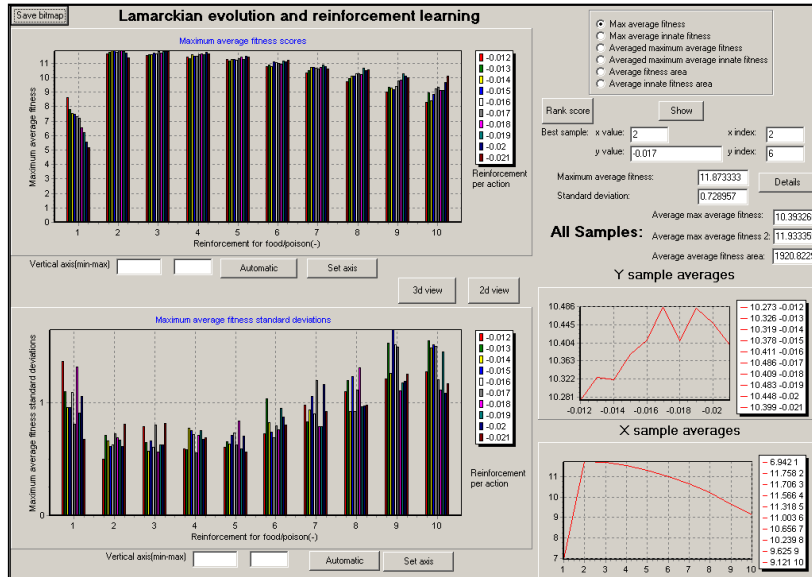 Save bitmap
Lamarckian evolution and reinforcement learning
Maximum average fitness scores
Maximum average fitness
11
10
9
8
7
6
5
4
3
2
1
0
1 2 3 4 5 6 7 8 9 10
Reinforcement for food/poison(-)
-0.012
-0.013
-0.014
-0.015
-0.016
-0.017
-0.018
-0.019
-0.02
-0.021
Reinforcement
per action
Vertical axis(min-max)
Automatic
Set axis
3d view
2d view
Maximum average fitness standard deviations
Maximum average fitness standard deviations
1
0
1 2 3 4 5 6 7 8 9 10
Reinforcement for food/poison(-)
-0.012
-0.013
-0.014
-0.015
-0.016
-0.017
-0.018
-0.019
-0.02
-0.021
Reinforcement
per action
Vertical axis(min-max)
Automatic
Set axis
Max average fitness
Max average innate fitness
Averaged maximum average fitness
Averaged maximum average innate fitness
Average fitness area
Average innate fitness area
Rank score
Show
Best sample: x value: 2 x index: 2
y value: -0.017 y index: 6
Maximum average fitness: 11.873333
Standard deviation: 0.728957
Details
All Samples:
Average max average fitness: 10.39326
Average max average fitness 2: 11.93335
Average average fitness area: 1920.8229
Y sample averages
10.486
10.445
10.404
10.363
10.322
10.281
-0.012 -0.014 -0.016 -0.018 -0.02
10.273 -0.012
10.326 -0.013
10.319 -0.014
10.378 -0.015
10.411 -0.016
10.486 -0.017
10.409 -0.018
10.483 -0.019
10.448 -0.02
10.399 -0.021
X sample averages
11
10
9
8
7
1 2 3 4 5 6 7 8 9 10
6.942 1
11.758 2
11.706 3
11.566 4
11.318 5
11.003 6
10.656 7
10.239 8
9.625 9
9.121 10